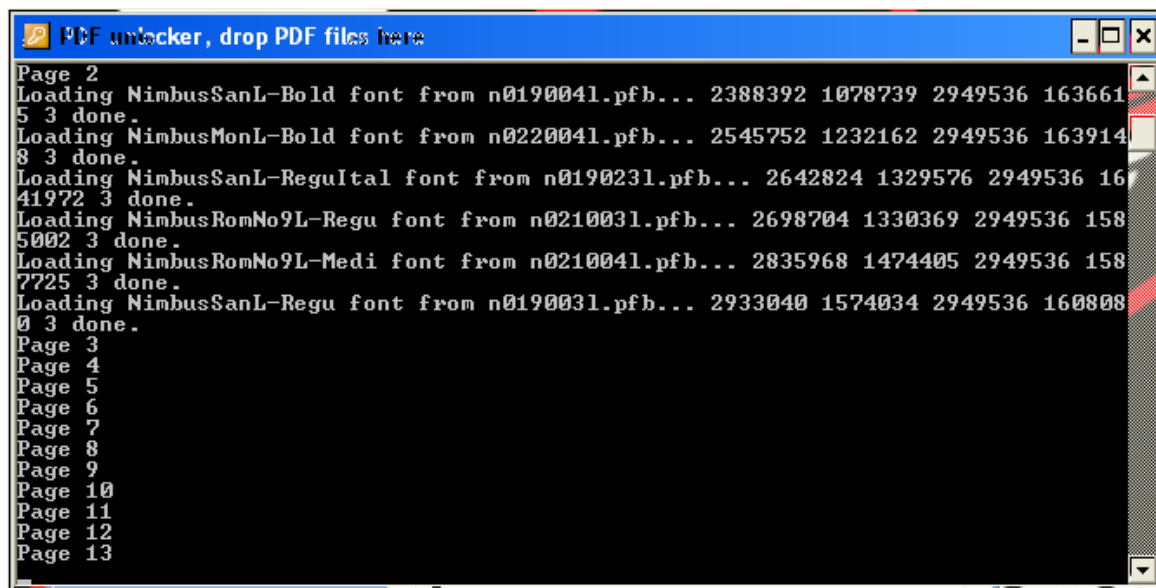 PDF unlocker, drop PDF files here
Page 2
Loading NimbusSanL-Bold font from n019004l.pfb... 2388392 1078739 2949536 163661
5 3 done.
Loading NimbusMonL-Bold font from n022004l.pfb... 2545752 1232162 2949536 163914
8 3 done.
Loading NimbusSanL-ReguItal font from n019023l.pfb... 2642824 1329576 2949536 16
41972 3 done.
Loading NimbusRomNo9L-Regu font from n021003l.pfb... 2698704 1330369 2949536 158
5002 3 done.
Loading NimbusRomNo9L-Medi font from n021004l.pfb... 2835968 1474405 2949536 158
7725 3 done.
Loading NimbusSanL-Regu font from n019003l.pfb... 2933040 1574034 2949536 160808
0 3 done.
Page 3
Page 4
Page 5
Page 6
Page 7
Page 8
Page 9
Page 10
Page 11
Page 12
Page 13